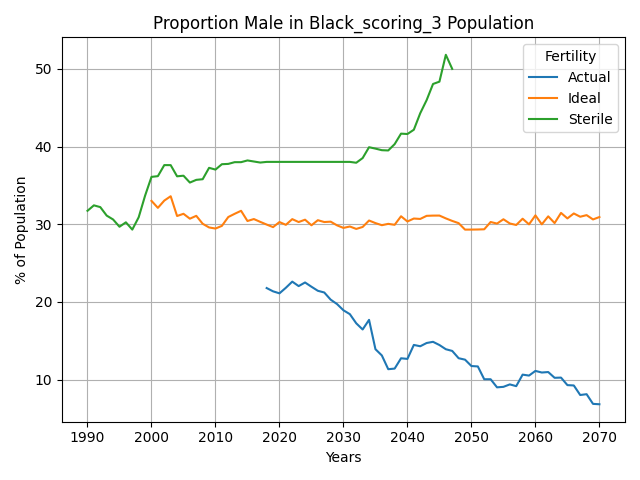 Proportion Male in Black_scoring_3 Population
% of Population
50
40
30
20
10
Fertility
Actual
Ideal
Sterile
1990 2000 2010 2020 2030 2040 2050 2060 2070
Years